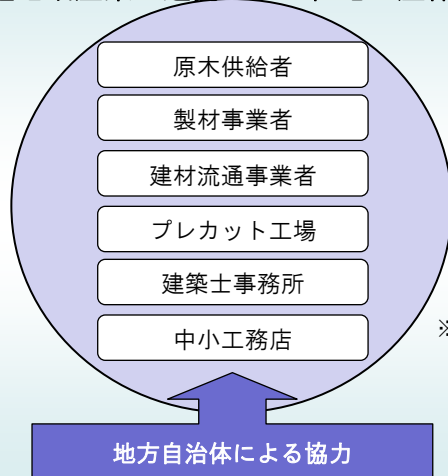 原木供給者
製材事業者
建材流通事業者
プレカット工場
建築士事務所
中小工務店
※
地方自治体による協力